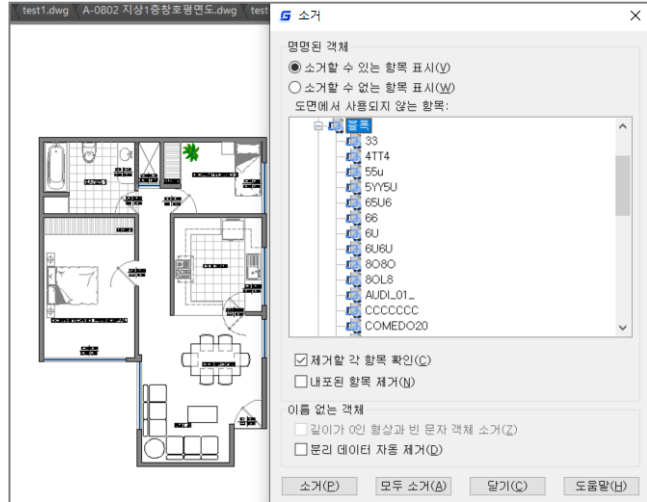 test1.dwg
A-0802 지상1층창호평면도.dwg
test
소거
명명된 객체
소거할 수 있는 항목 표시(V)
소거할 수 없는 항목 표시(W)
도면에서 사용되지 않는 항목:
블록
33
4TT4
55u
5YY5U
65U6
66
6U
6U6U
8O8O
8OL8
AUDI_01_
CCCCCCC
COMEDO20
제거할 각 항목 확인(C)
내포된 항목 제거(N)
이름 없는 객체
길이가 0인 형상과 빈 문자 객체 소거(Z)
분리 데이터 자동 제거(D)
소거(P)
모두 소거(A)
닫기(C)
도움말(H)